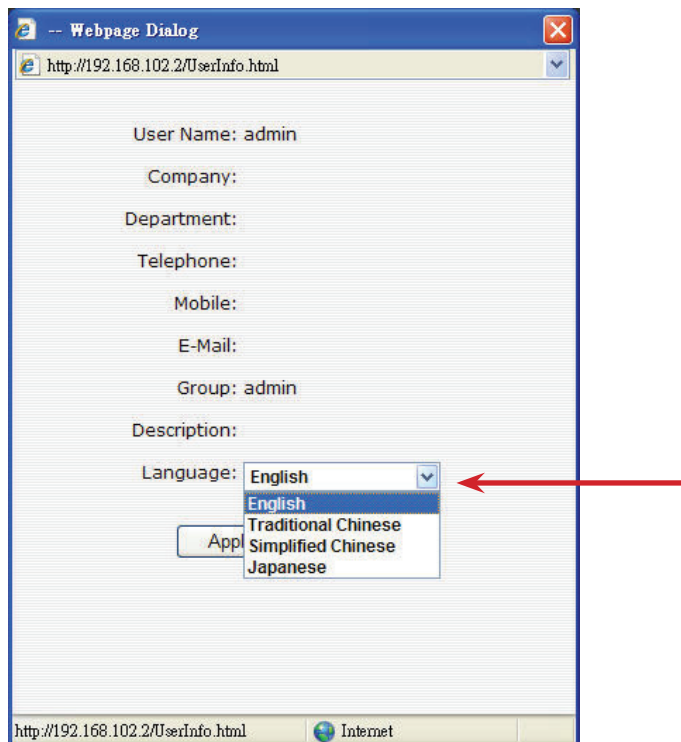 -- Webpage Dialog
http://192.168.102.2/UserInfo.html
User Name: admin
Company:
Department:
Telephone:
Mobile:
E-Mail:
Group: admin
Description:
Language: English
English
Traditional Chinese
Appl Simplified Chinese
Japanese
http://192.168.102.2/UserInfo.html Internet